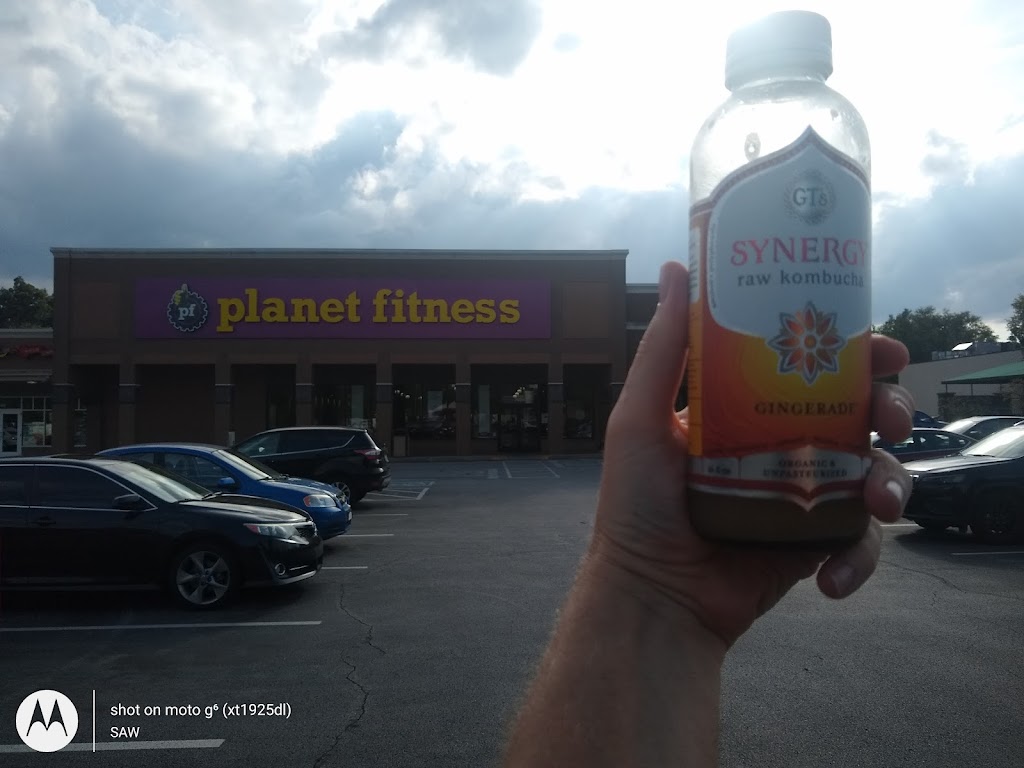 pf planet fitness
GT's
SYNERGY
raw kombucha
GINGERADE
ORGANIC &
UNPASTEURIZED
shot on moto g⁶ (xt1925dl)
SAW